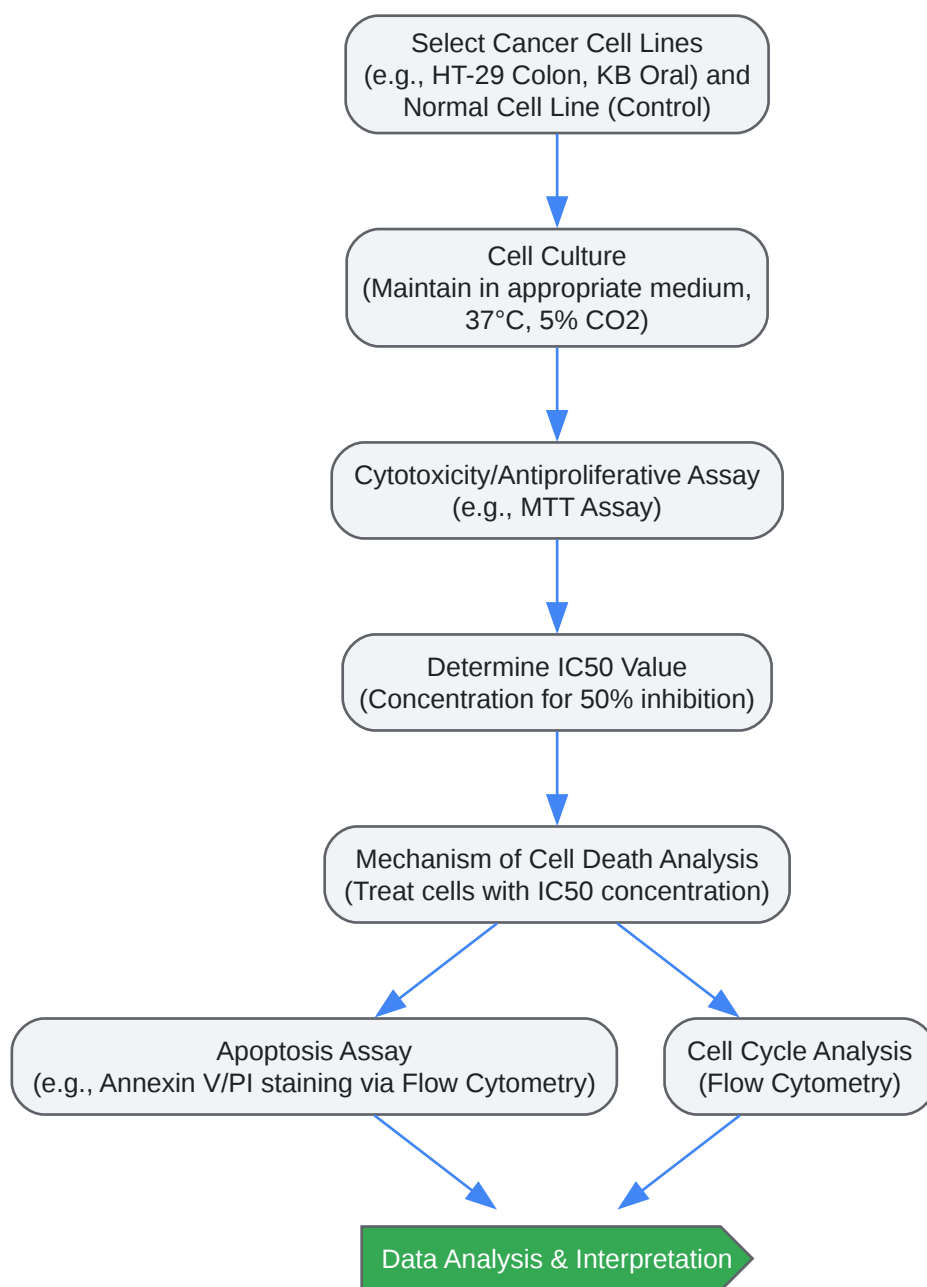 Select Cancer Cell Lines
(e.g., HT-29 Colon, KB Oral) and
Normal Cell Line (Control)
Cell Culture
(Maintain in appropriate medium,
37°C, 5% CO2)
Cytotoxicity/Antiproliferative Assay
(e.g., MTT Assay)
Determine IC50 Value
(Concentration for 50% inhibition)
Mechanism of Cell Death Analysis
(Treat cells with IC50 concentration)
Apoptosis Assay
(e.g., Annexin V/PI staining via Flow Cytometry)
Cell Cycle Analysis
(Flow Cytometry)
Data Analysis & Interpretation